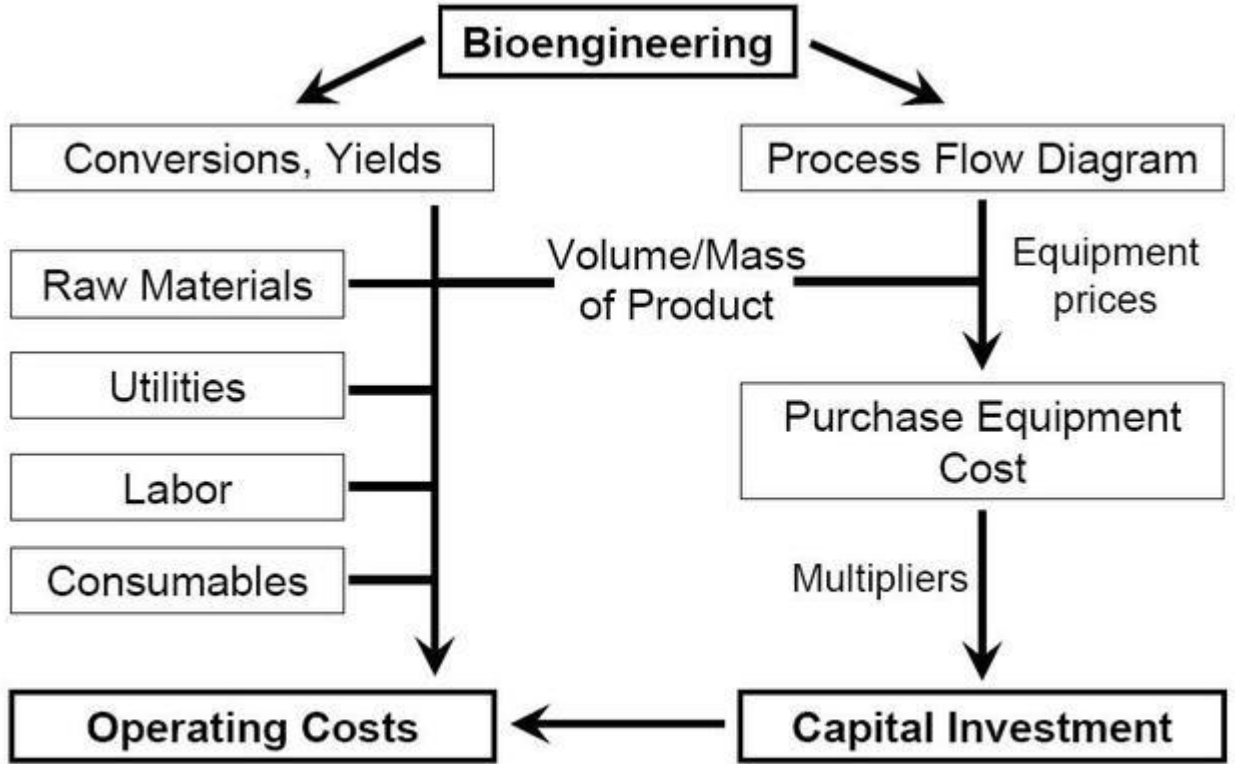 Bioengineering
Conversions, Yields
Process Flow Diagram
Raw Materials
Volume/Mass
of Product
Equipment
prices
Utilities
Purchase Equipment
Cost
Labor
Consumables
Multipliers
Operating Costs
Capital Investment